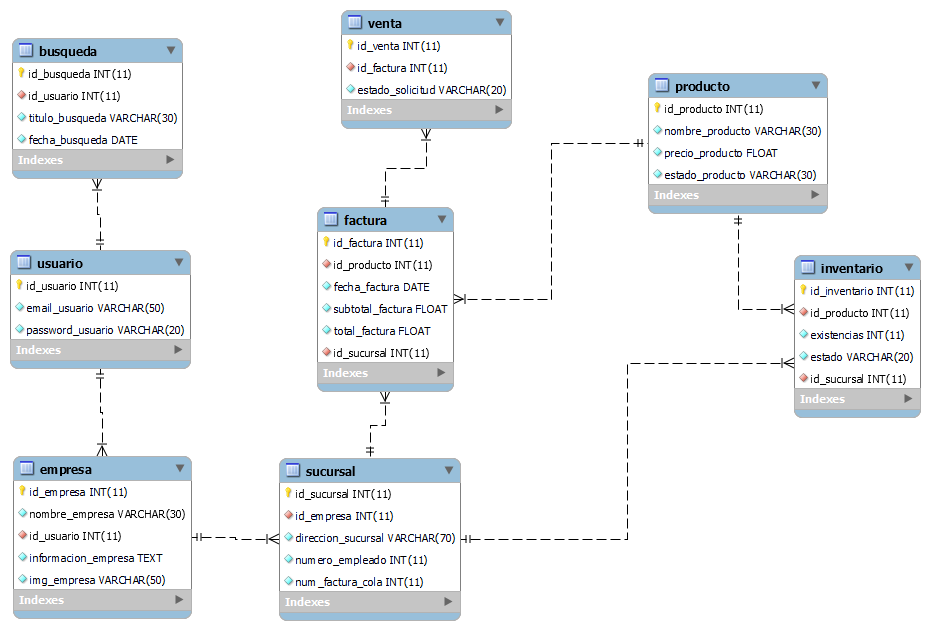 busqueda
id_busqueda INT(11)
id_usuario INT(11)
titulo_busqueda VARCHAR(30)
fecha_busqueda DATE
Indexes
venta
id_venta INT(11)
id_factura INT(11)
estado_solicitud VARCHAR(20)
Indexes
producto
id_producto INT(11)
nombre_producto VARCHAR(30)
precio_producto FLOAT
estado_producto VARCHAR(30)
Indexes
usuario
id_usuario INT(11)
email_usuario VARCHAR(50)
password_usuario VARCHAR(20)
Indexes
factura
id_factura INT(11)
id_producto INT(11)
fecha_factura DATE
subtotal_factura FLOAT
total_factura FLOAT
id_sucursal INT(11)
Indexes
inventario
id_inventario INT(11)
id_producto INT(11)
existencias INT(11)
estado VARCHAR(20)
id_sucursal INT(11)
Indexes
empresa
id_empresa INT(11)
nombre_empresa VARCHAR(30)
id_usuario INT(11)
informacion_empresa TEXT
img_empresa VARCHAR(50)
Indexes
sucursal
id_sucursal INT(11)
id_empresa INT(11)
direccion_sucursal VARCHAR(70)
numero_empleado INT(11)
num_factura_cola INT(11)
Indexes